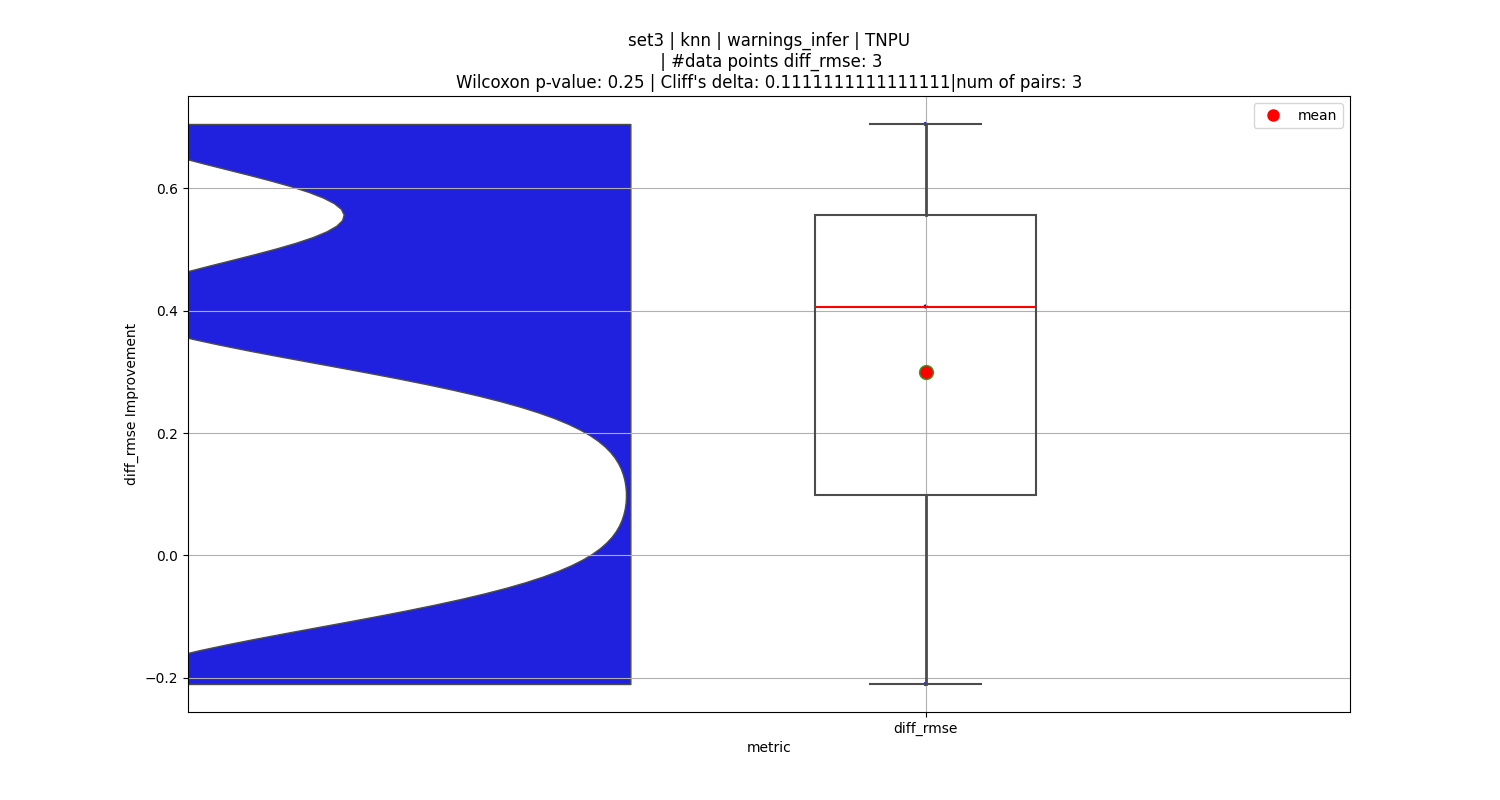 set3 | knn | warnings_infer | TNPU
| #data points diff_rmse: 3
Wilcoxon p-value: 0.25 | Cliff's delta: 0.1111111111111111|num of pairs: 3
mean
0.6
0.4
0.2
0.0
−0.2
diff_rmse Improvement
diff_rmse
metric